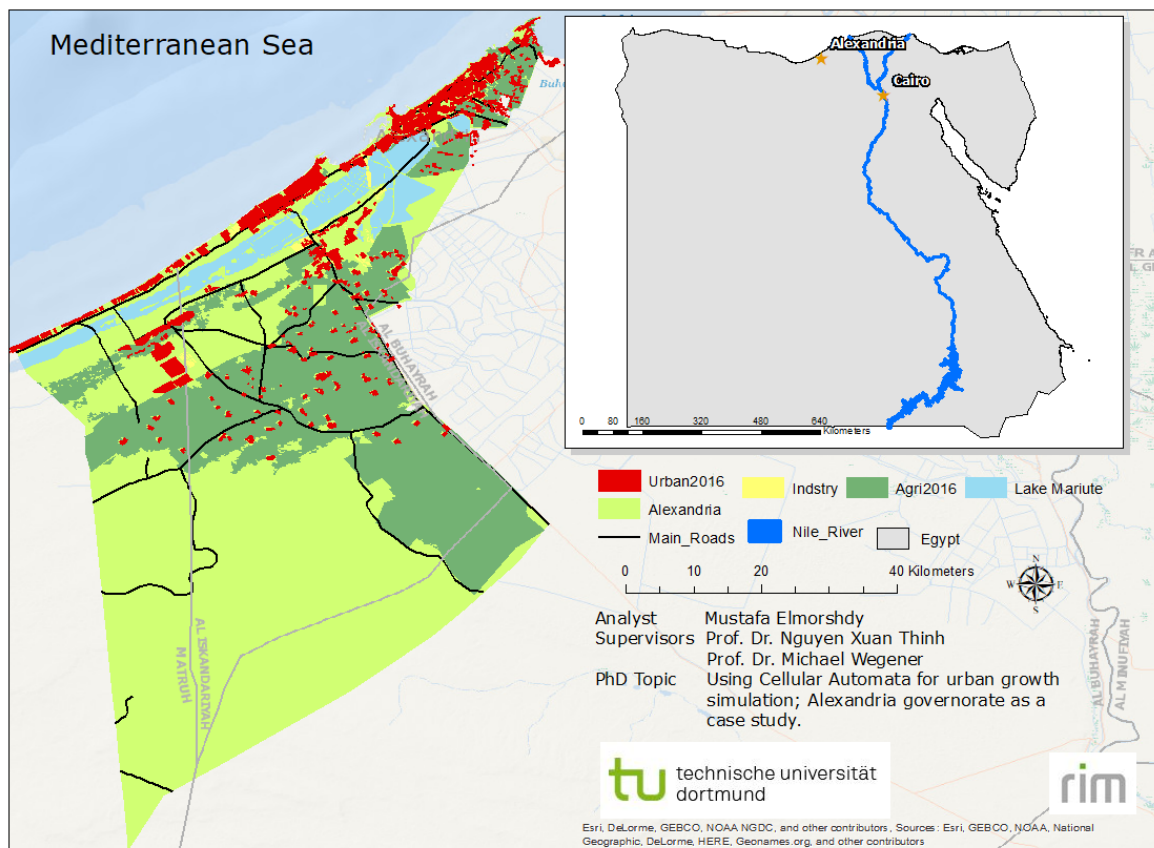 Mediterranean Sea
Alexandria
Cairo
0 80 160 320 480 640
Kilometers
Urban2016
Indstry
Agri2016
Lake Mariute
Alexandria
Main_Roads
Nile_River
Egypt
0 10 20 40 Kilometers
N
W E
S
Analyst Mustafa Elmorshdy
Supervisors Prof. Dr. Nguyen Xuan Thinh
Prof. Dr. Michael Wegener
PhD Topic Using Cellular Automata for urban growth
simulation; Alexandria governorate as a
case study.
tu technische universität
dortmund
rim
Esri, DeLorme, GEBCO, NOAA NGDC, and other contributors, Sources: Esri, GEBCO, NOAA, National
Geographic, DeLorme, HERE, Geonames.org, and other contributors
AL BUHAYRAH
AL ISKANDARIYAH
MATRUH
AL BUHAYRAH
AL MINUFIYAH